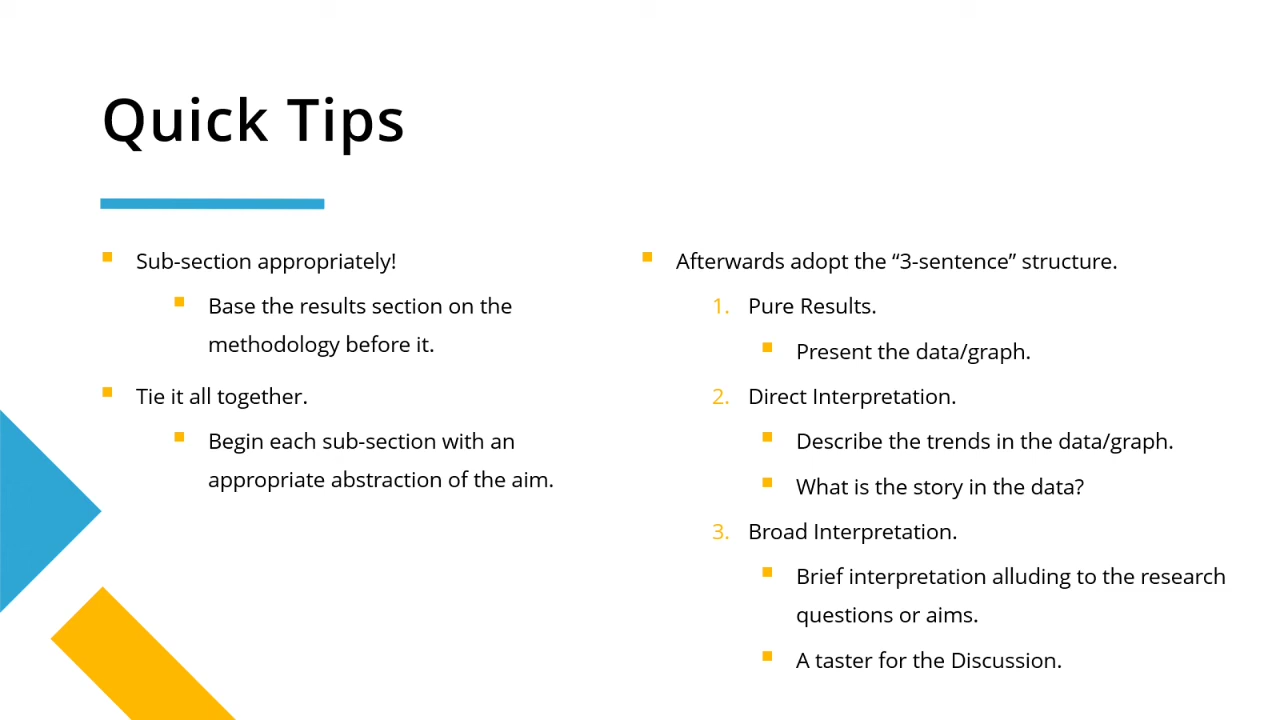 Quick Tips
Sub-section appropriately!
Base the results section on the
methodology before it.
Tie it all together.
Begin each sub-section with an
appropriate abstraction of the aim.
Afterwards adopt the “3-sentence” structure.
1. Pure Results.
Present the data/graph.
2. Direct Interpretation.
Describe the trends in the data/graph.
What is the story in the data?
3. Broad Interpretation.
Brief interpretation alluding to the research
questions or aims.
A taster for the Discussion.